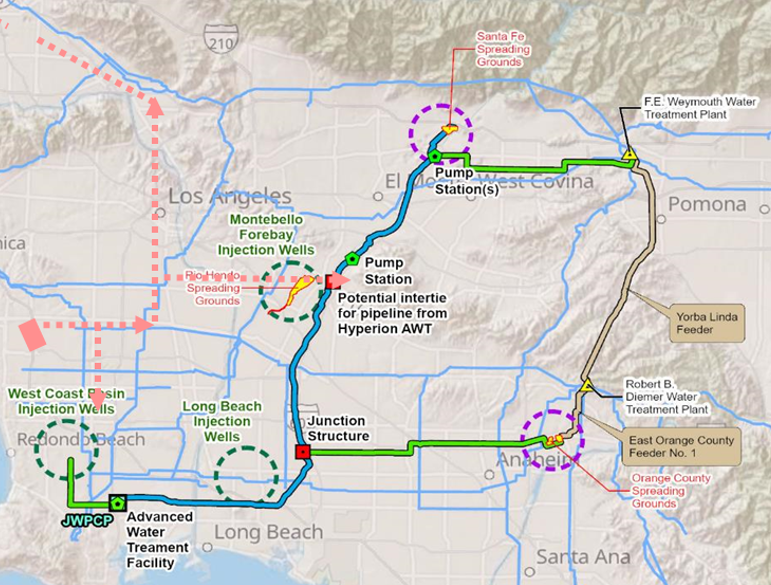 Santa Fe
Spreading
Grounds
210
F.E. Weymouth Water
Treatment Plant
El Mo
West Covina
Pump
Station(s)
Los Angeles
Pomona
Montebello
Forebay
Injection Wells
nica
Pump
Station
Rio Hondo
Spreading
Grounds
Potential intertie
for pipeline from
Hyperion AWT
Yorba Linda
Feeder
West Coast Basin
Injection Wells
Long Beach
Injection
Wells
Robert B.
Diemer Water
Treatment Plant
Redondo Beach
Junction
Structure
East Orange County
Feeder No. 1
Anaheim
Orange County
Spreading
Grounds
JWPCP
Advanced
Water
Treament
Facility
Long Beach
Santa Ana